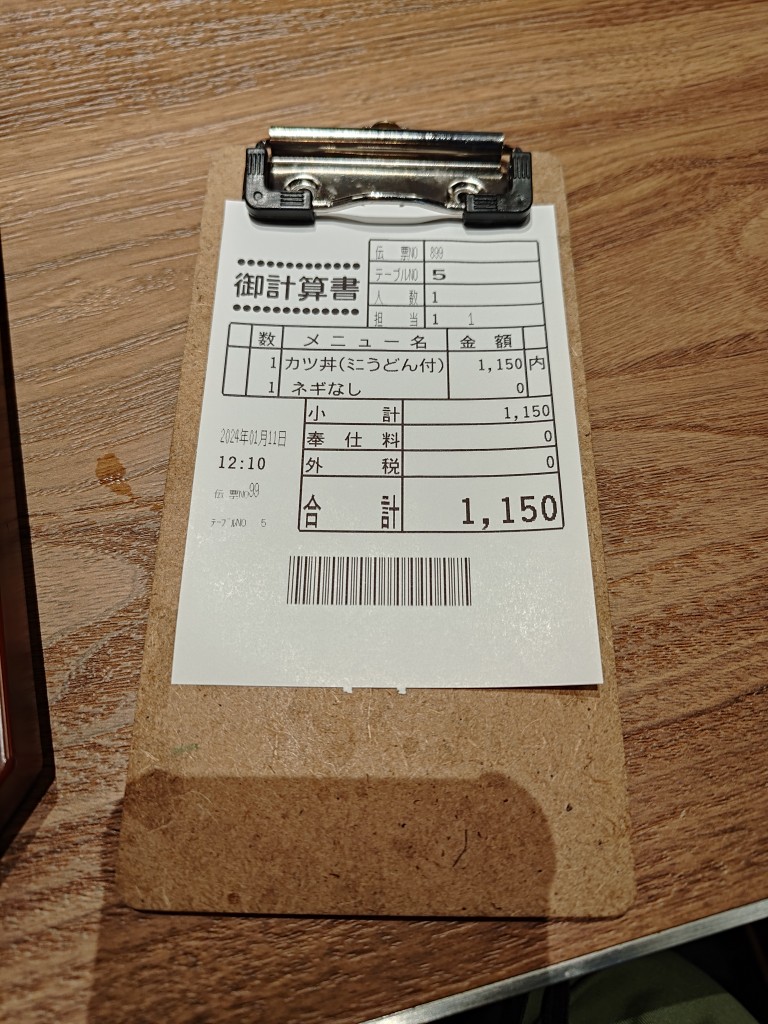 御計算書
伝票NO 899
テーブルNO 5
人数 1
担当 1 1
数 メニュー名 金額
1 カツ丼(ミニうどん付) 1,150 内
1 ネギなし 0
小計 1,150
奉仕料 0
外税 0
合計 1,150
2024年01月11日
12:10
伝票NO99
テーブルNO 5